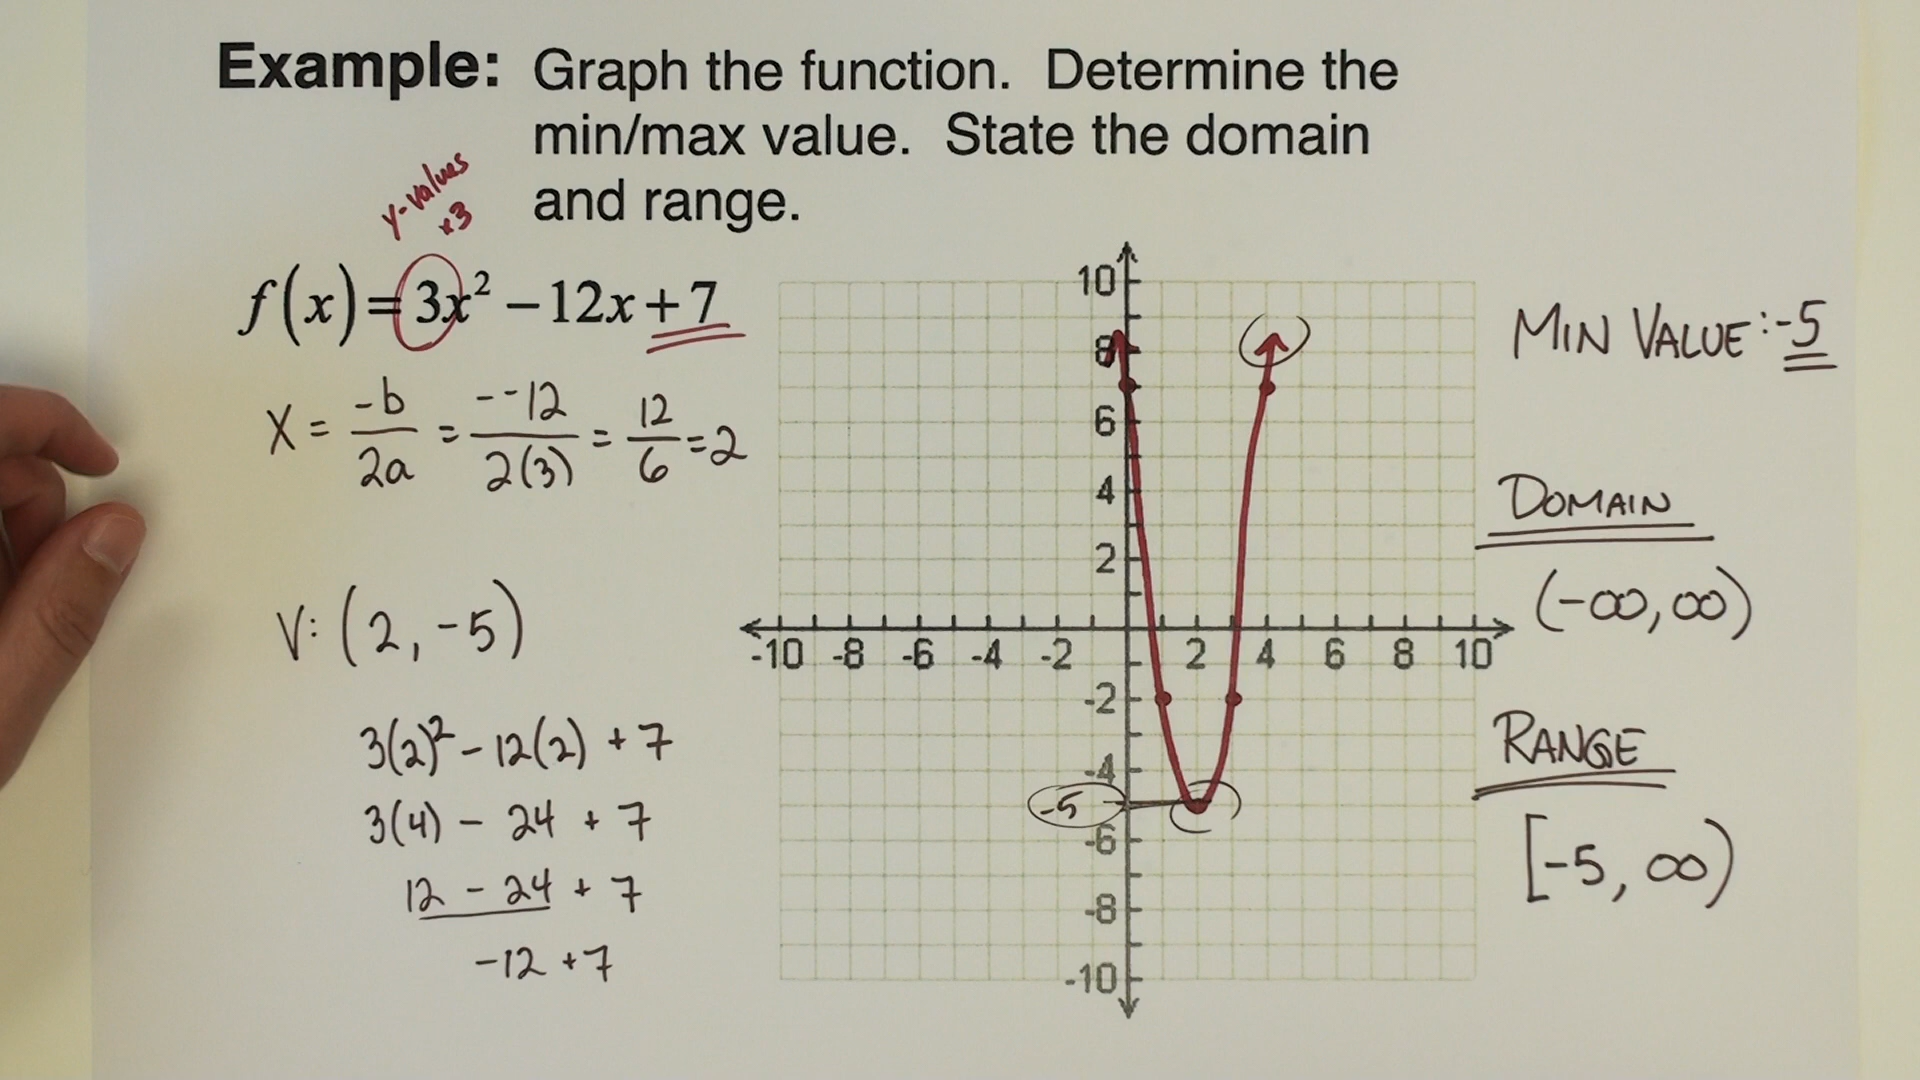 Example: Graph the function. Determine the
min/max value. State the domain
and range.
y-values
x3
f(x)=3x²-12x+7
X = -b/2a = --12/2(3) = 12/6 = 2
V: (2, -5)
3(2)² - 12(2) + 7
3(4) - 24 + 7
12 - 24 + 7
-12 + 7
10
8
6
4
2
-10 -8 -6 -4 -2 2 4 6 8 10
-2
-4
-5
-6
-8
-10
MIN VALUE: -5
DOMAIN
(-∞, ∞)
RANGE
[-5, ∞)